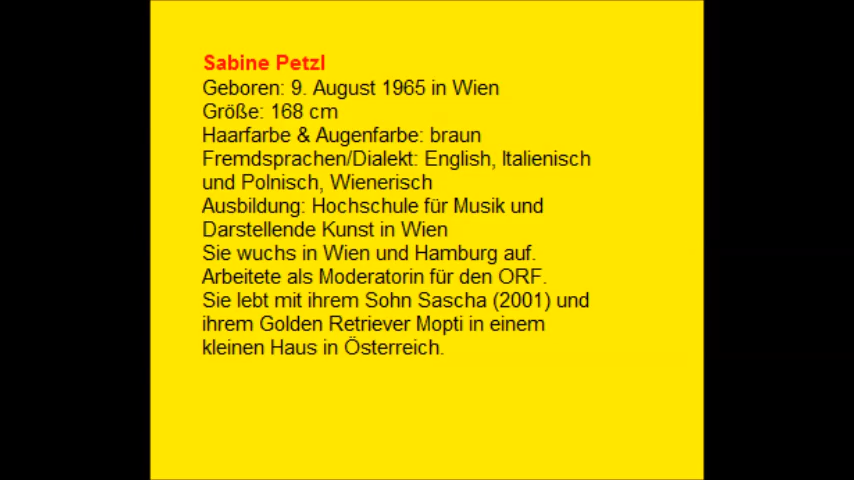 Sabine Petzl
Geboren: 9. August 1965 in Wien
Größe: 168 cm
Haarfarbe & Augenfarbe: braun
Fremdsprachen/Dialekt: English, Italienisch
und Polnisch, Wienerisch
Ausbildung: Hochschule für Musik und
Darstellende Kunst in Wien
Sie wuchs in Wien und Hamburg auf.
Arbeitete als Moderatorin für den ORF.
Sie lebt mit ihrem Sohn Sascha (2001) und
ihrem Golden Retriever Mopti in einem
kleinen Haus in Österreich.